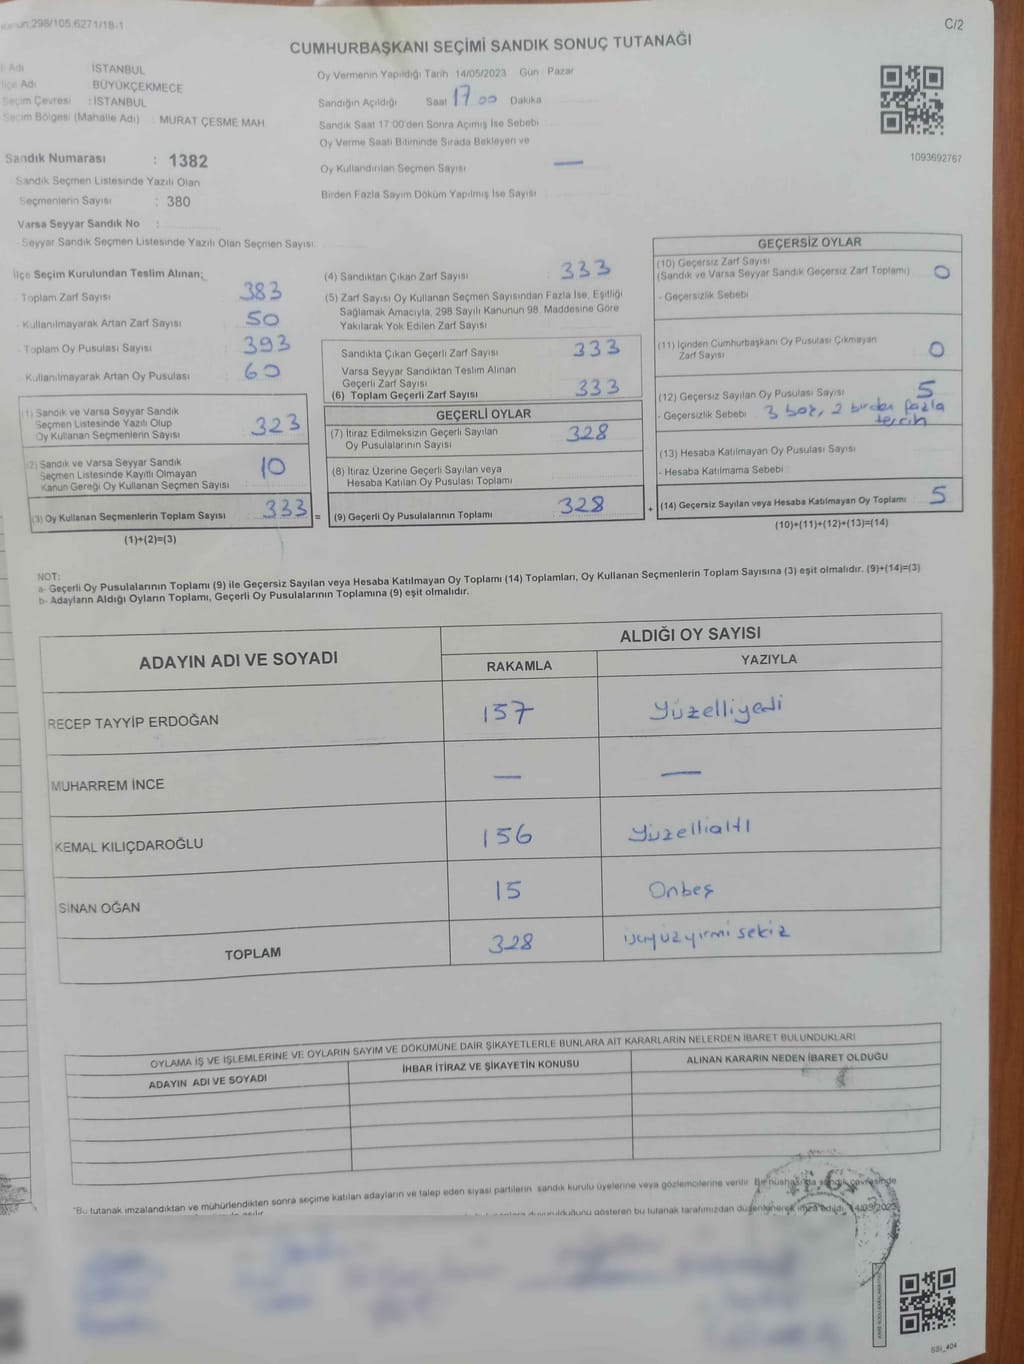 298/105,6271/18-1
C/2
CUMHURBAŞKANI SEÇİMİ SANDIK SONUÇ TUTANAĞI
Adı İSTANBUL
Adı BÜYÜKÇEKMECE
Seçim Çevresi : İSTANBUL
Seçim Bölgesi (Mahalle Adı) : MURAT ÇESME MAH.
Sandık Numarası : 1382
Sandık Seçmen Listesinde Yazılı Olan
Seçmenlerin Sayısı : 380
Varsa Seyyar Sandık No :
- Seyyar Sandık Seçmen Listesinde Yazılı Olan Seçmen Sayısı:
Oy Vermenin Yapıldığı Tarih 14/05/2023 Gün Pazar
Sandığın Açıldığı Saat 17 00 Dakika
Sandık Saat 17:00'den Sonra Açımış İse Sebebi
Oy Verme Saati Bitiminde Sırada Bekleyen ve
Oy Kullandırılan Seçmen Sayısı —
Birden Fazla Sayım Döküm Yapılmış İse Sayısı
1093692767
İlçe Seçim Kurulundan Teslim Alınan;
- Toplam Zarf Sayısı 383
- Kullanılmayarak Artan Zarf Sayısı 50
- Toplam Oy Pusulası Sayısı 393
- Kullanılmayarak Artan Oy Pusulası 60
(1) Sandık ve Varsa Seyyar Sandık
Seçmen Listesinde Yazılı Olup
Oy Kullanan Seçmenlerin Sayısı 323
(2) Sandık ve Varsa Seyyar Sandık
Seçmen Listesinde Kayıtlı Olmayan
Kanun Gereği Oy Kullanan Seçmen Sayısı 10
(3) Oy Kullanan Seçmenlerin Toplam Sayısı 333 =
(1)+(2)=(3)
(4) Sandıktan Çıkan Zarf Sayısı 333
(5) Zarf Sayısı Oy Kullanan Seçmen Sayısından Fazla İse, Eşitliği
Sağlamak Amacıyla, 298 Sayılı Kanunun 98. Maddesine Göre
Yakılarak Yok Edilen Zarf Sayısı
Sandıkta Çıkan Geçerli Zarf Sayısı 333
Varsa Seyyar Sandıktan Teslim Alınan
Geçerli Zarf Sayısı
(6) Toplam Geçerli Zarf Sayısı 333
GEÇERLİ OYLAR
(7) İtiraz Edilmeksizin Geçerli Sayılan
Oy Pusulalarının Sayısı 328
(8) İtiraz Üzerine Geçerli Sayılan veya
Hesaba Katılan Oy Pusulası Toplamı
(9) Geçerli Oy Pusulalarının Toplamı 328 +
GEÇERSİZ OYLAR
(10) Geçersiz Zarf Sayısı
(Sandık ve Varsa Seyyar Sandık Geçersiz Zarf Toplamı) 0
- Geçersizlik Sebebi
(11) İçinden Cumhurbaşkanı Oy Pusulası Çıkmayan
Zarf Sayısı 0
(12) Geçersiz Sayılan Oy Pusulası Sayısı 5
- Geçersizlik Sebebi 3 boş, 2 birden fazla
tercih
(13) Hesaba Katılmayan Oy Pusulası Sayısı
- Hesaba Katılmama Sebebi
(14) Geçersiz Sayılan veya Hesaba Katılmayan Oy Toplamı 5
(10)+(11)+(12)+(13)=(14)
NOT:
a- Geçerli Oy Pusulalarının Toplamı (9) ile Geçersiz Sayılan veya Hesaba Katılmayan Oy Toplamı (14) Toplamları, Oy Kullanan Seçmenlerin Toplam Sayısına (3) eşit olmalıdır. (9)+(14)=(3)
b- Adayların Aldığı Oyların Toplamı, Geçerli Oy Pusulalarının Toplamına (9) eşit olmalıdır.
ADAYIN ADI VE SOYADI
ALDIĞI OY SAYISI
RAKAMLA YAZIYLA
RECEP TAYYİP ERDOĞAN 157 Yüzelliyedi
MUHARREM İNCE — —
KEMAL KILIÇDAROĞLU 156 Yüzellialtı
SİNAN OĞAN 15 Onbeş
TOPLAM 328 üçyüzyirmi sekiz
OYLAMA İŞ VE İŞLEMLERİNE VE OYLARIN SAYIM VE DÖKÜMÜNE DAİR ŞİKAYETLERLE BUNLARA AİT KARARLARIN NELERDEN İBARET BULUNDUKLARI
ADAYIN ADI VE SOYADI İHBAR İTİRAZ VE ŞİKAYETİN KONUSU ALINAN KARARIN NEDEN İBARET OLDUĞU
*Bu tutanak imzalandıktan ve mühürlendikten sonra seçime katılan adayların ve talep eden siyasi partilerin sandık kurulu üyelerine veya gözlemcilerine verilir. Bir nüshası da sandık çevresinde
duyurulduğunu gösteren bu tutanak tarafımızdan düzenlenerek imza edildi. 14/05/2023
SSI_404